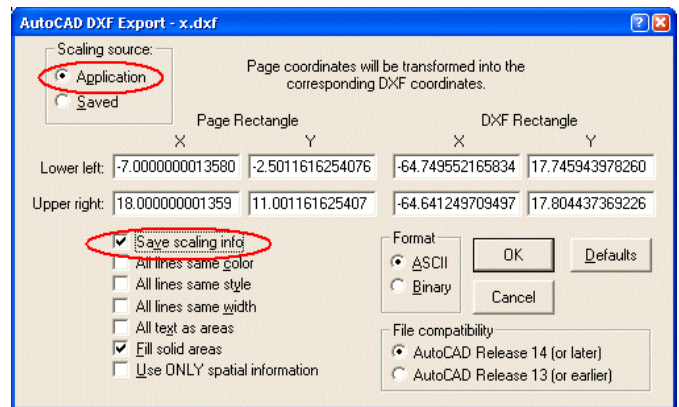 AutoCAD DXF Export - x.dxf
Scaling source:
Application
Saved
Page coordinates will be transformed into the
corresponding DXF coordinates.
Page Rectangle
DXF Rectangle
X Y X Y
Lower left: -7.0000000013580 -2.5011616254076 -64.749552165834 17.745943978260
Upper right: 18.000000001359 11.001161625407 -64.641249709497 17.804437369226
Save scaling info
All lines same color
All lines same style
All lines same width
All text as areas
Fill solid areas
Use ONLY spatial information
Format
ASCII
Binary
OK
Cancel
Defaults
File compatibility
AutoCAD Release 14 (or later)
AutoCAD Release 13 (or earlier)